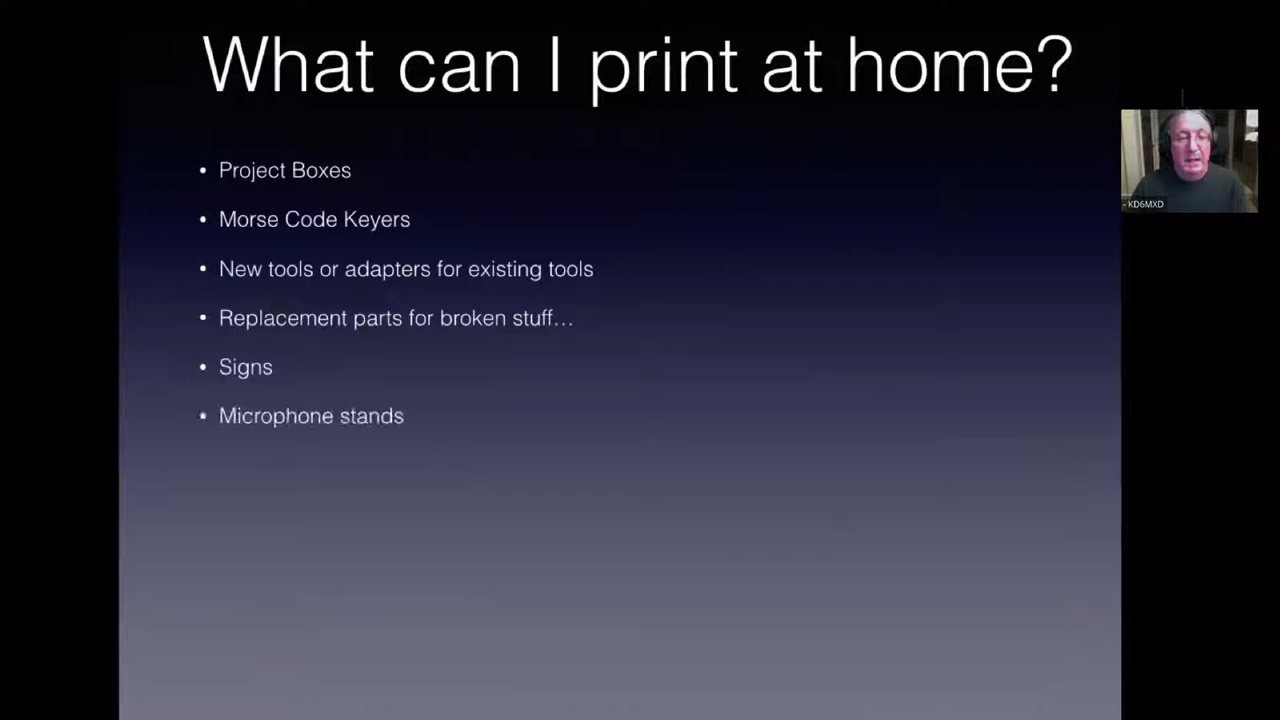 What can I print at home?
• Project Boxes
• Morse Code Keyers
• New tools or adapters for existing tools
• Replacement parts for broken stuff…
• Signs
• Microphone stands
- KD6MXD